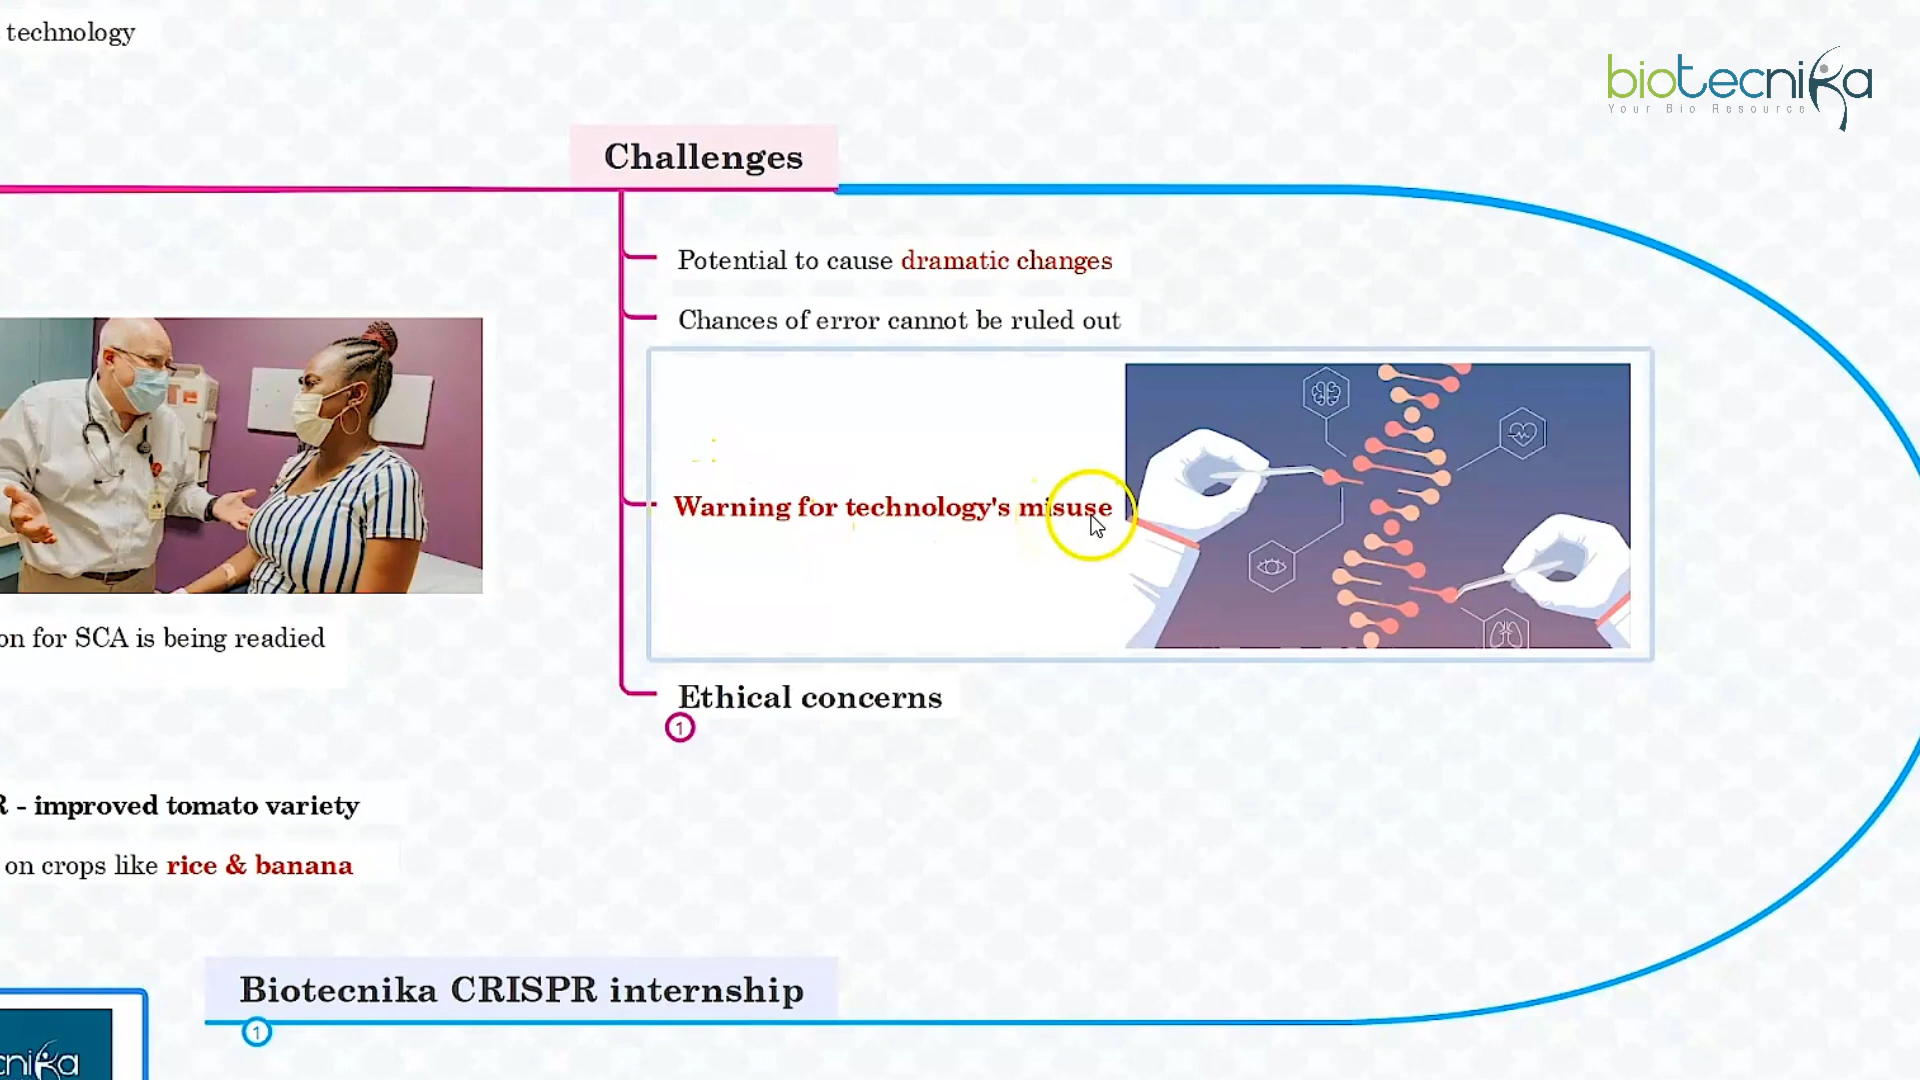 technology
biotecnika
Your Bio Resource
Challenges
Potential to cause dramatic changes
Chances of error cannot be ruled out
Warning for technology's misuse
on for SCA is being readied
Ethical concerns
1
R - improved tomato variety
on crops like rice & banana
Biotecnika CRISPR internship
1
cnika